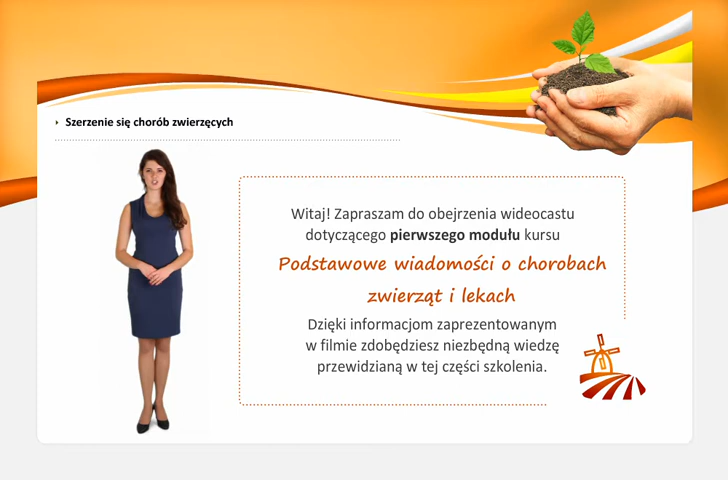 Szerzenie się chorób zwierzęcych
Witaj! Zapraszam do obejrzenia wideocastu
dotyczącego pierwszego modułu kursu
Podstawowe wiadomości o chorobach
zwierząt i lekach
Dzięki informacjom zaprezentowanym
w filmie zdobędziesz niezbędną wiedzę
przewidzianą w tej części szkolenia.